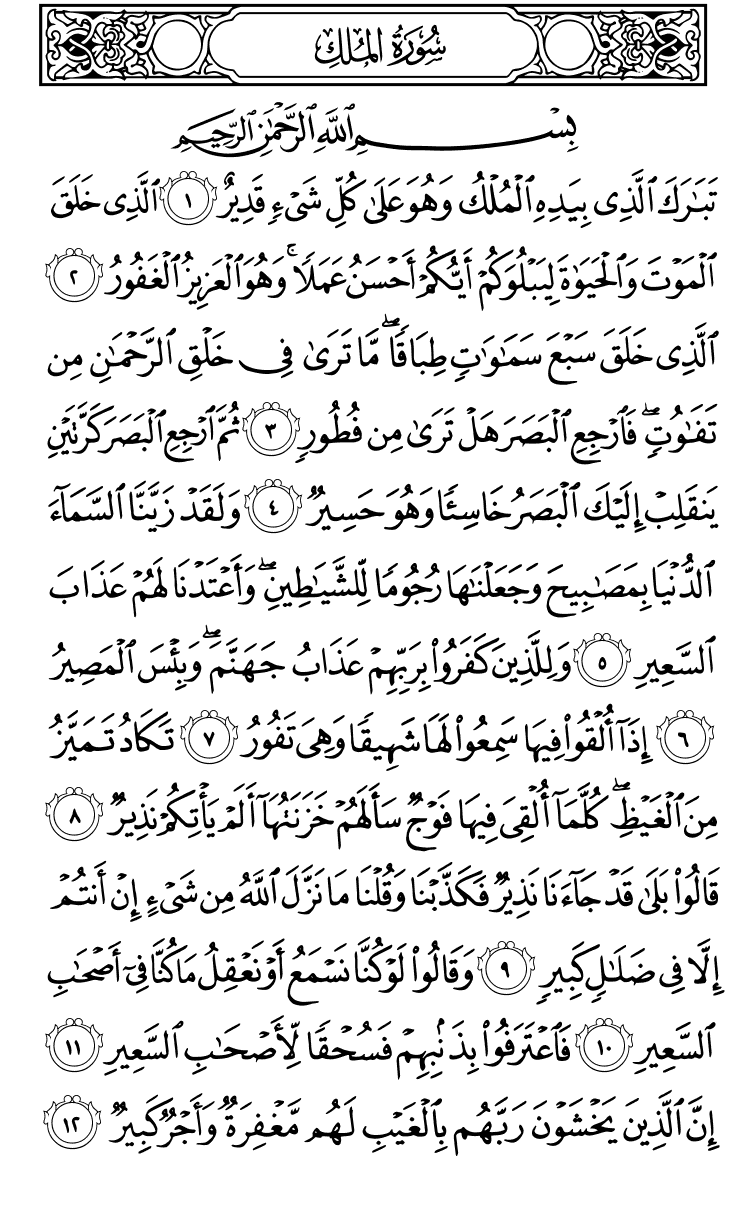 سُورَةُ المُلْكِ
بِسْمِ ٱللَّهِ ٱلرَّحْمَٰنِ ٱلرَّحِيمِ
تَبَٰرَكَ ٱلَّذِى بِيَدِهِ ٱلْمُلْكُ وَهُوَ عَلَىٰ كُلِّ شَىْءٍ قَدِيرٌ ١ ٱلَّذِى خَلَقَ
ٱلْمَوْتَ وَٱلْحَيَوٰةَ لِيَبْلُوَكُمْ أَيُّكُمْ أَحْسَنُ عَمَلًا ۚ وَهُوَ ٱلْعَزِيزُ ٱلْغَفُورُ ٢
ٱلَّذِى خَلَقَ سَبْعَ سَمَٰوَٰتٍ طِبَاقًا ۖ مَّا تَرَىٰ فِى خَلْقِ ٱلرَّحْمَٰنِ مِن
تَفَٰوُتٍ ۖ فَٱرْجِعِ ٱلْبَصَرَ هَلْ تَرَىٰ مِن فُطُورٍ ٣ ثُمَّ ٱرْجِعِ ٱلْبَصَرَ كَرَّتَيْنِ
يَنقَلِبْ إِلَيْكَ ٱلْبَصَرُ خَاسِئًا وَهُوَ حَسِيرٌ ٤ وَلَقَدْ زَيَّنَّا ٱلسَّمَآءَ
ٱلدُّنْيَا بِمَصَٰبِيحَ وَجَعَلْنَٰهَا رُجُومًا لِّلشَّيَٰطِينِ ۖ وَأَعْتَدْنَا لَهُمْ عَذَابَ
ٱلسَّعِيرِ ٥ وَلِلَّذِينَ كَفَرُوا۟ بِرَبِّهِمْ عَذَابُ جَهَنَّمَ ۖ وَبِئْسَ ٱلْمَصِيرُ
٦ إِذَآ أُلْقُوا۟ فِيهَا سَمِعُوا۟ لَهَا شَهِيقًا وَهِىَ تَفُورُ ٧ تَكَادُ تَمَيَّزُ
مِنَ ٱلْغَيْظِ ۖ كُلَّمَآ أُلْقِىَ فِيهَا فَوْجٌ سَأَلَهُمْ خَزَنَتُهَآ أَلَمْ يَأْتِكُمْ نَذِيرٌ ٨
قَالُوا۟ بَلَىٰ قَدْ جَآءَنَا نَذِيرٌ فَكَذَّبْنَا وَقُلْنَا مَا نَزَّلَ ٱللَّهُ مِن شَىْءٍ إِنْ أَنتُمْ
إِلَّا فِى ضَلَٰلٍ كَبِيرٍ ٩ وَقَالُوا۟ لَوْ كُنَّا نَسْمَعُ أَوْ نَعْقِلُ مَا كُنَّا فِىٓ أَصْحَٰبِ
ٱلسَّعِيرِ ١٠ فَٱعْتَرَفُوا۟ بِذَنۢبِهِمْ فَسُحْقًا لِّأَصْحَٰبِ ٱلسَّعِيرِ ١١
إِنَّ ٱلَّذِينَ يَخْشَوْنَ رَبَّهُم بِٱلْغَيْبِ لَهُم مَّغْفِرَةٌ وَأَجْرٌ كَبِيرٌ ١٢